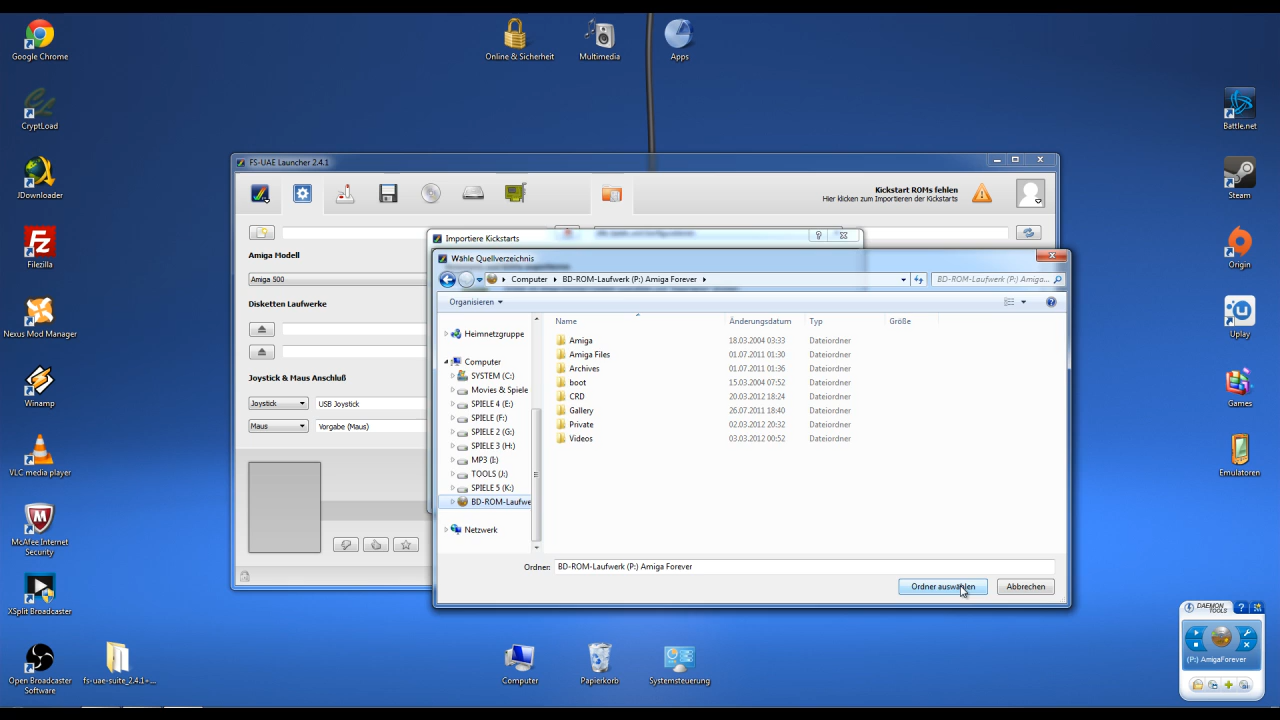 Google Chrome
Online & Sicherheit
Multimedia
Apps
CryptLoad
Battle.net
JDownloader
Steam
Filezilla
Origin
Nexus Mod Manager
Uplay
Winamp
Games
VLC media player
Emulatoren
McAfee Internet
Security
XSplit Broadcaster
Open Broadcaster
Software
fs-uae-suite_2.4.1+...
Computer
Papierkorb
Systemsteuerung
FS-UAE Launcher 2.4.1
Kickstart ROMs fehlen
Hier klicken zum Importieren der Kickstarts
Amiga Modell
Amiga 500
Disketten Laufwerke
Joystick & Maus Anschluß
Joystick
USB Joystick
Maus
Vorgabe (Maus)
Importiere Kickstarts
Wähle Quellverzeichnis
Computer
BD-ROM-Laufwerk (P:) Amiga Forever
BD-ROM-Laufwerk (P:) Amiga...
Organisieren
Heimnetzgruppe
Computer
SYSTEM (C:)
Movies & Spiele
SPIELE 4 (E:)
SPIELE (F:)
SPIELE 2 (G:)
SPIELE 3 (H:)
MP3 (I:)
TOOLS (J:)
SPIELE 5 (K:)
BD-ROM-Laufwe
Netzwerk
Name Änderungsdatum Typ Größe
Amiga 18.03.2004 03:33 Dateiordner
Amiga Files 01.07.2011 01:30 Dateiordner
Archives 01.07.2011 01:36 Dateiordner
boot 15.03.2004 07:52 Dateiordner
CRD 20.03.2012 18:24 Dateiordner
Gallery 26.07.2011 18:40 Dateiordner
Private 02.03.2012 20:32 Dateiordner
Videos 03.03.2012 00:52 Dateiordner
Ordner: BD-ROM-Laufwerk (P:) Amiga Forever
Ordner auswählen
Abbrechen
DAEMON
TOOLS
(P:) AmigaForever